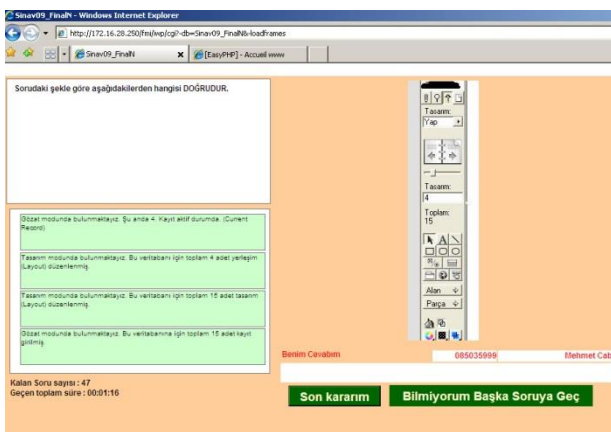 Sinav09_FinalN - Windows Internet Explorer
http://172.16.28.250/fmi/iwp/cgi?-db=Sinav09_FinalN&-loadframes
Sinav09_FinalN
[EasyPHP] - Accueil www
Sorudaki şekle göre aşağıdakilerden hangisi DOĞRUDUR.
Gözat modunda bulunmaktayız. Şu anda 4. Kayıt aktif durumde. (Current
Record)
Tasarım modunda bulunmaktayız. Bu veritabanı için toplam 4 adet yerleşim
(Layout) düzenlenmiş.
Tasarım modunda bulunmaktayız. Bu veritabanı için toplam 15 adet tasarım
(Layout) düzenlenmiş.
Gözat modunda bulunmaktayız. Bu veritabanına için toplam 15 adet kayıt
girilmiş.
Tasarım:
Yap
Tasarım:
4
Toplam:
15
Alan
Parça
Benim Cevabım
085035999
Mehmet Cab
Kalan Soru sayısı : 47
Geçen toplam süre : 00:01:16
Son kararım
Bilmiyorum Başka Soruya Geç